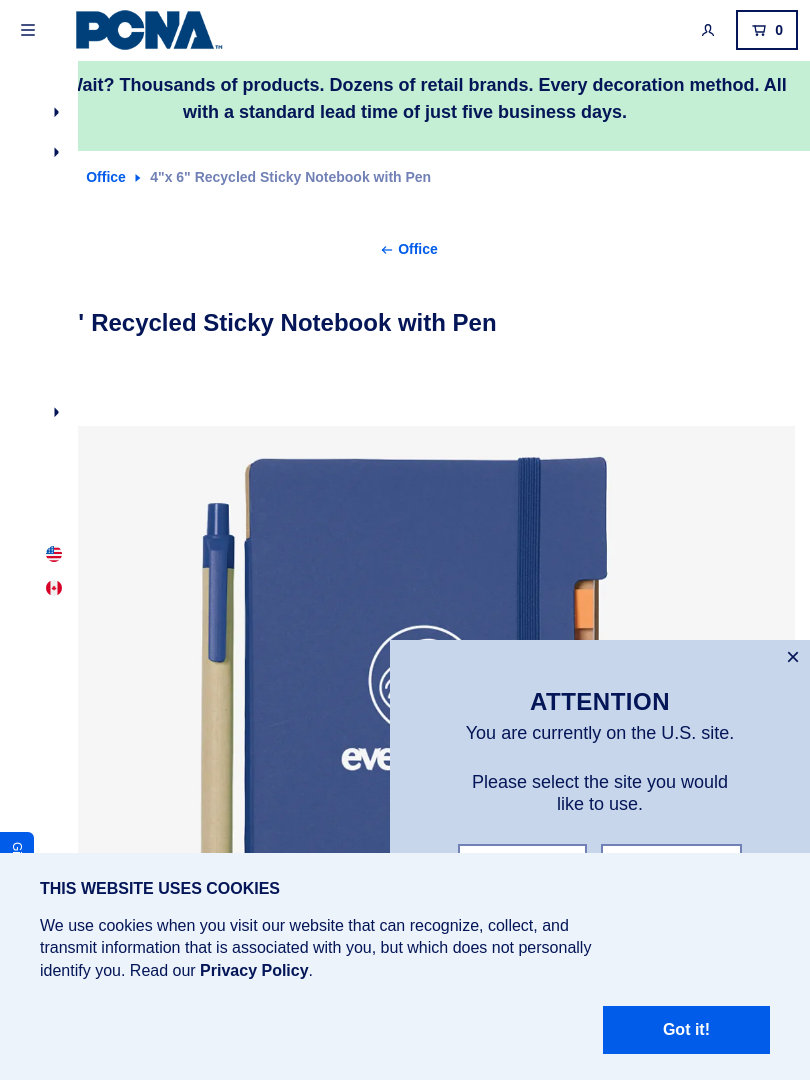 PCNA™
0
Wait? Thousands of products. Dozens of retail brands. Every decoration method. All
with a standard lead time of just five business days.
Office
4"x 6" Recycled Sticky Notebook with Pen
Office
Recycled Sticky Notebook with Pen
ATTENTION
You are currently on the U.S. site.
Please select the site you would
like to use.
THIS WEBSITE USES COOKIES
We use cookies when you visit our website that can recognize, collect, and
transmit information that is associated with you, but which does not personally
identify you. Read our Privacy Policy.
Got it!